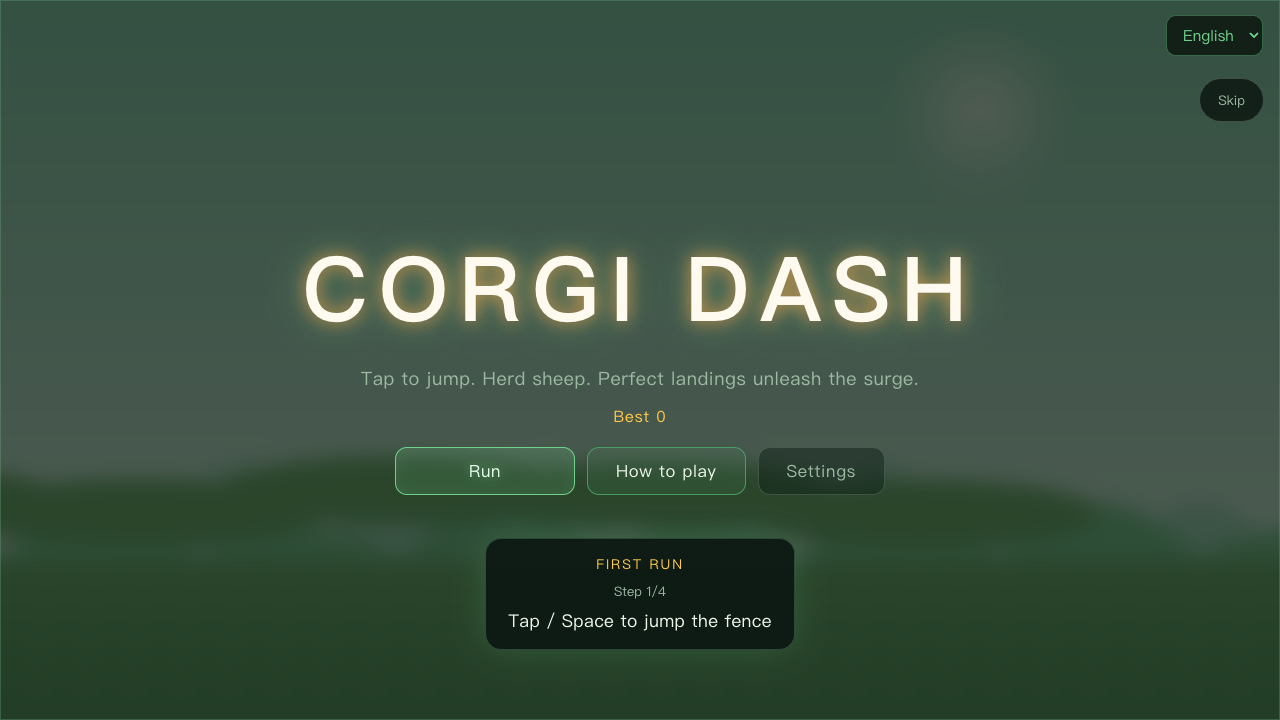 English
Skip
CORGI DASH
Tap to jump. Herd sheep. Perfect landings unleash the surge.
Best 0
Run
How to play
Settings
FIRST RUN
Step 1/4
Tap / Space to jump the fence